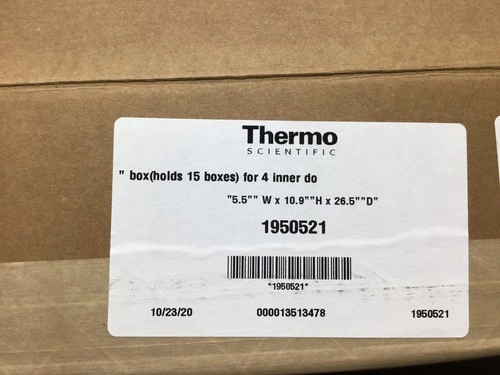 Thermo
SCIENTIFIC
" box(holds 15 boxes) for 4 inner do
"5.5"" W x 10.9""H x 26.5""D"
1950521
*1950521*
10/23/20 000013513478 1950521